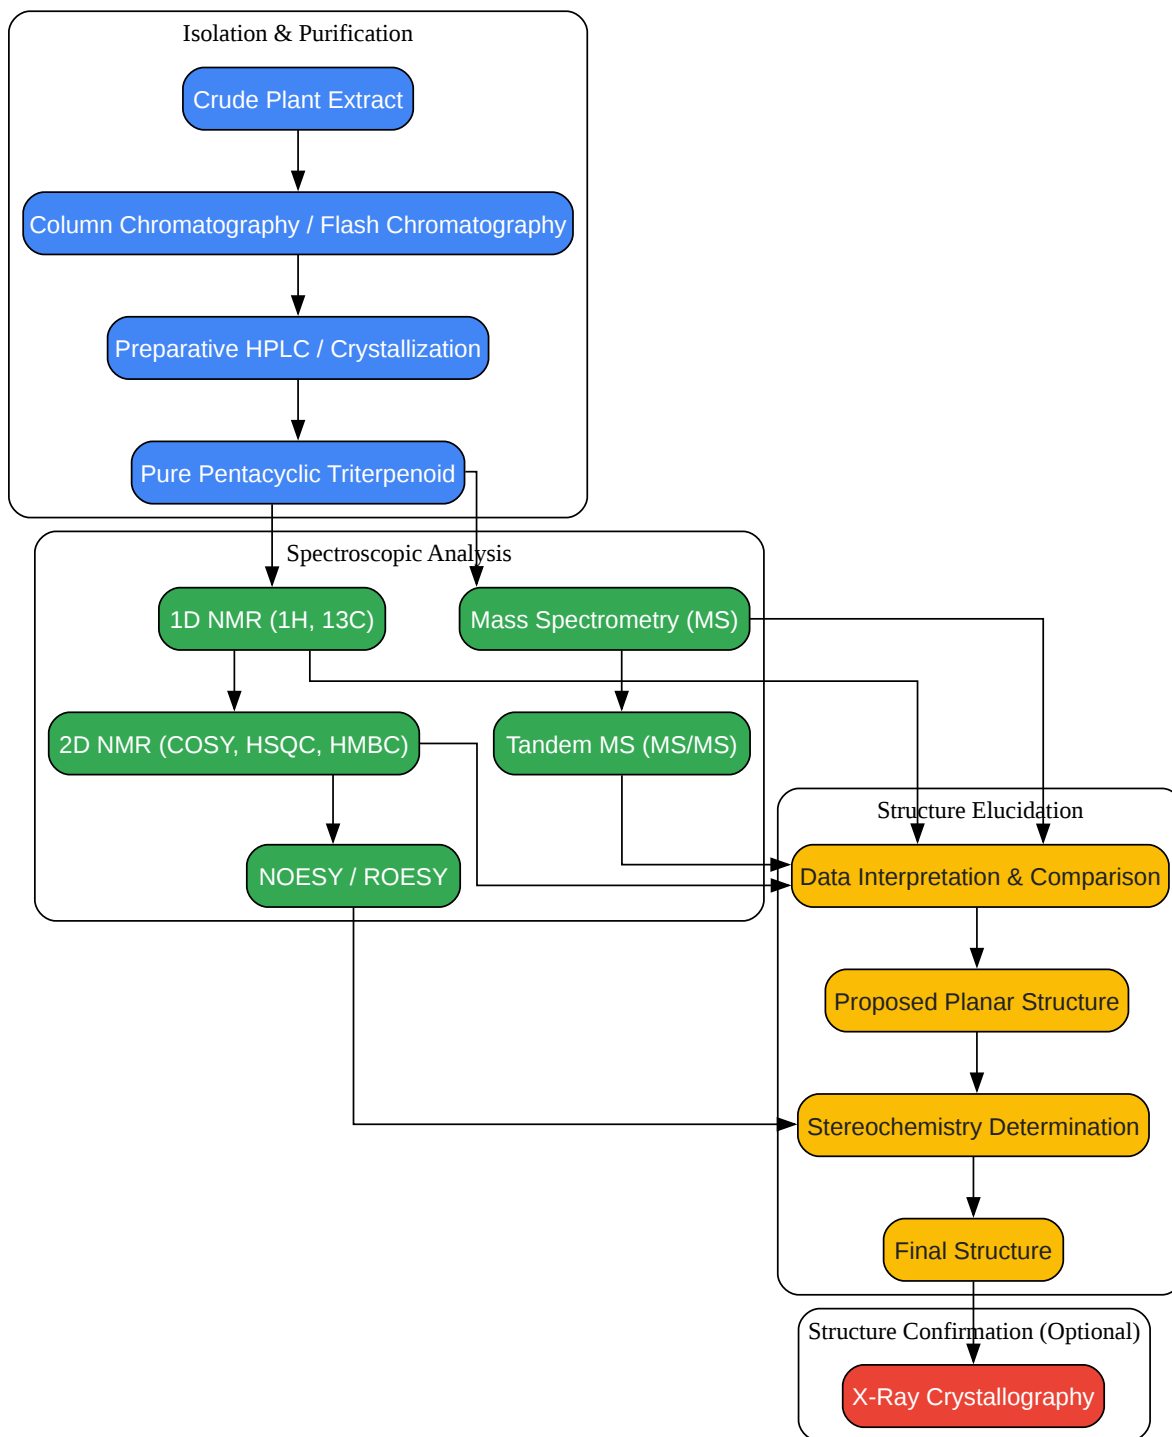 Isolation & Purification
Crude Plant Extract
Column Chromatography / Flash Chromatography
Preparative HPLC / Crystallization
Pure Pentacyclic Triterpenoid
Spectroscopic Analysis
1D NMR (1H, 13C)
Mass Spectrometry (MS)
2D NMR (COSY, HSQC, HMBC)
Tandem MS (MS/MS)
NOESY / ROESY
Structure Elucidation
Data Interpretation & Comparison
Proposed Planar Structure
Stereochemistry Determination
Final Structure
Structure Confirmation (Optional)
X-Ray Crystallography